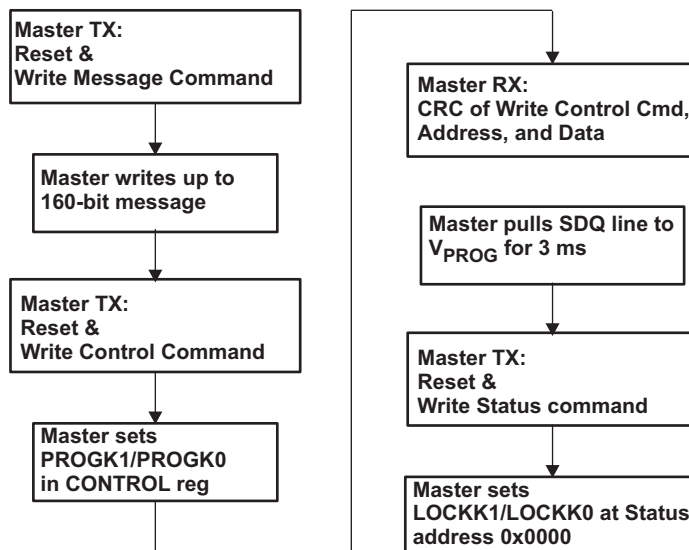 Master TX:
Reset &
Write Message Command
Master writes up to
160-bit message
Master TX:
Reset &
Write Control Command
Master sets
PROGK1/PROGK0
in CONTROL reg
Master RX:
CRC of Write Control Cmd,
Address, and Data
Master pulls SDQ line to
VPROG for 3 ms
Master TX:
Reset &
Write Status command
Master sets
LOCKK1/LOCKK0 at Status
address 0x0000